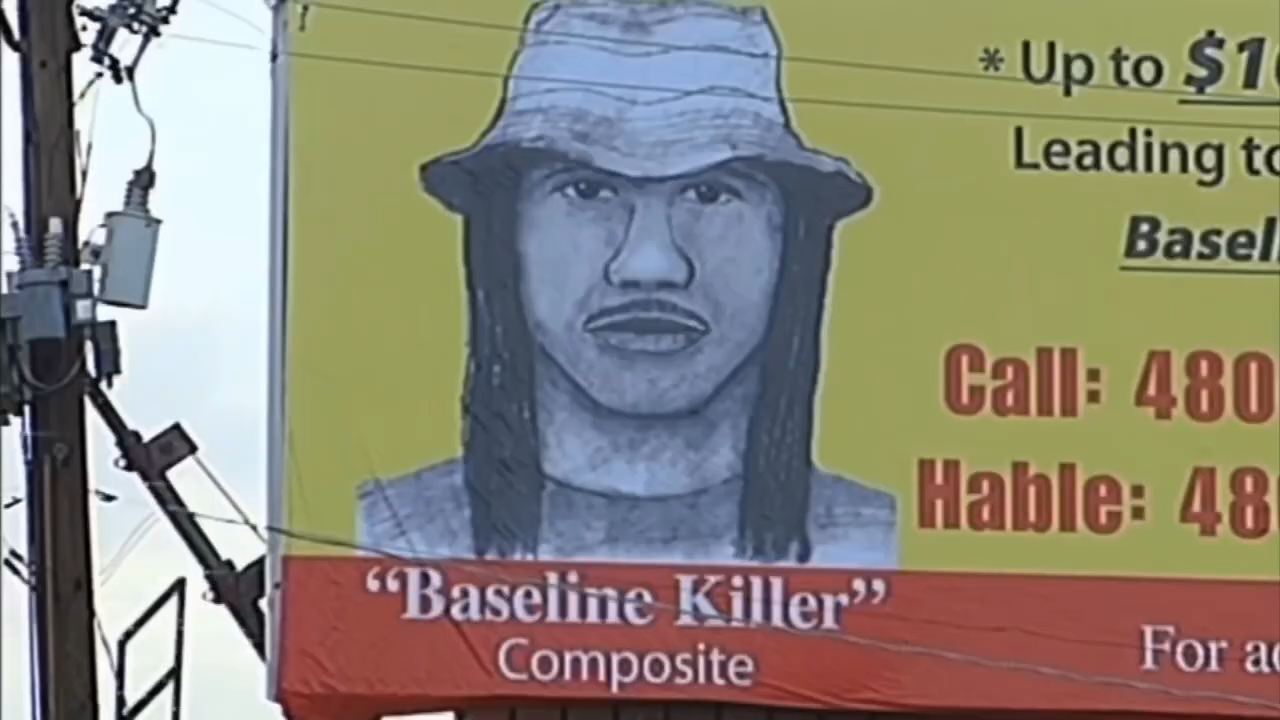 * Up to $1
Leading to
Basel
Call: 480
Hable: 48
"Baseline Killer"
Composite
For a